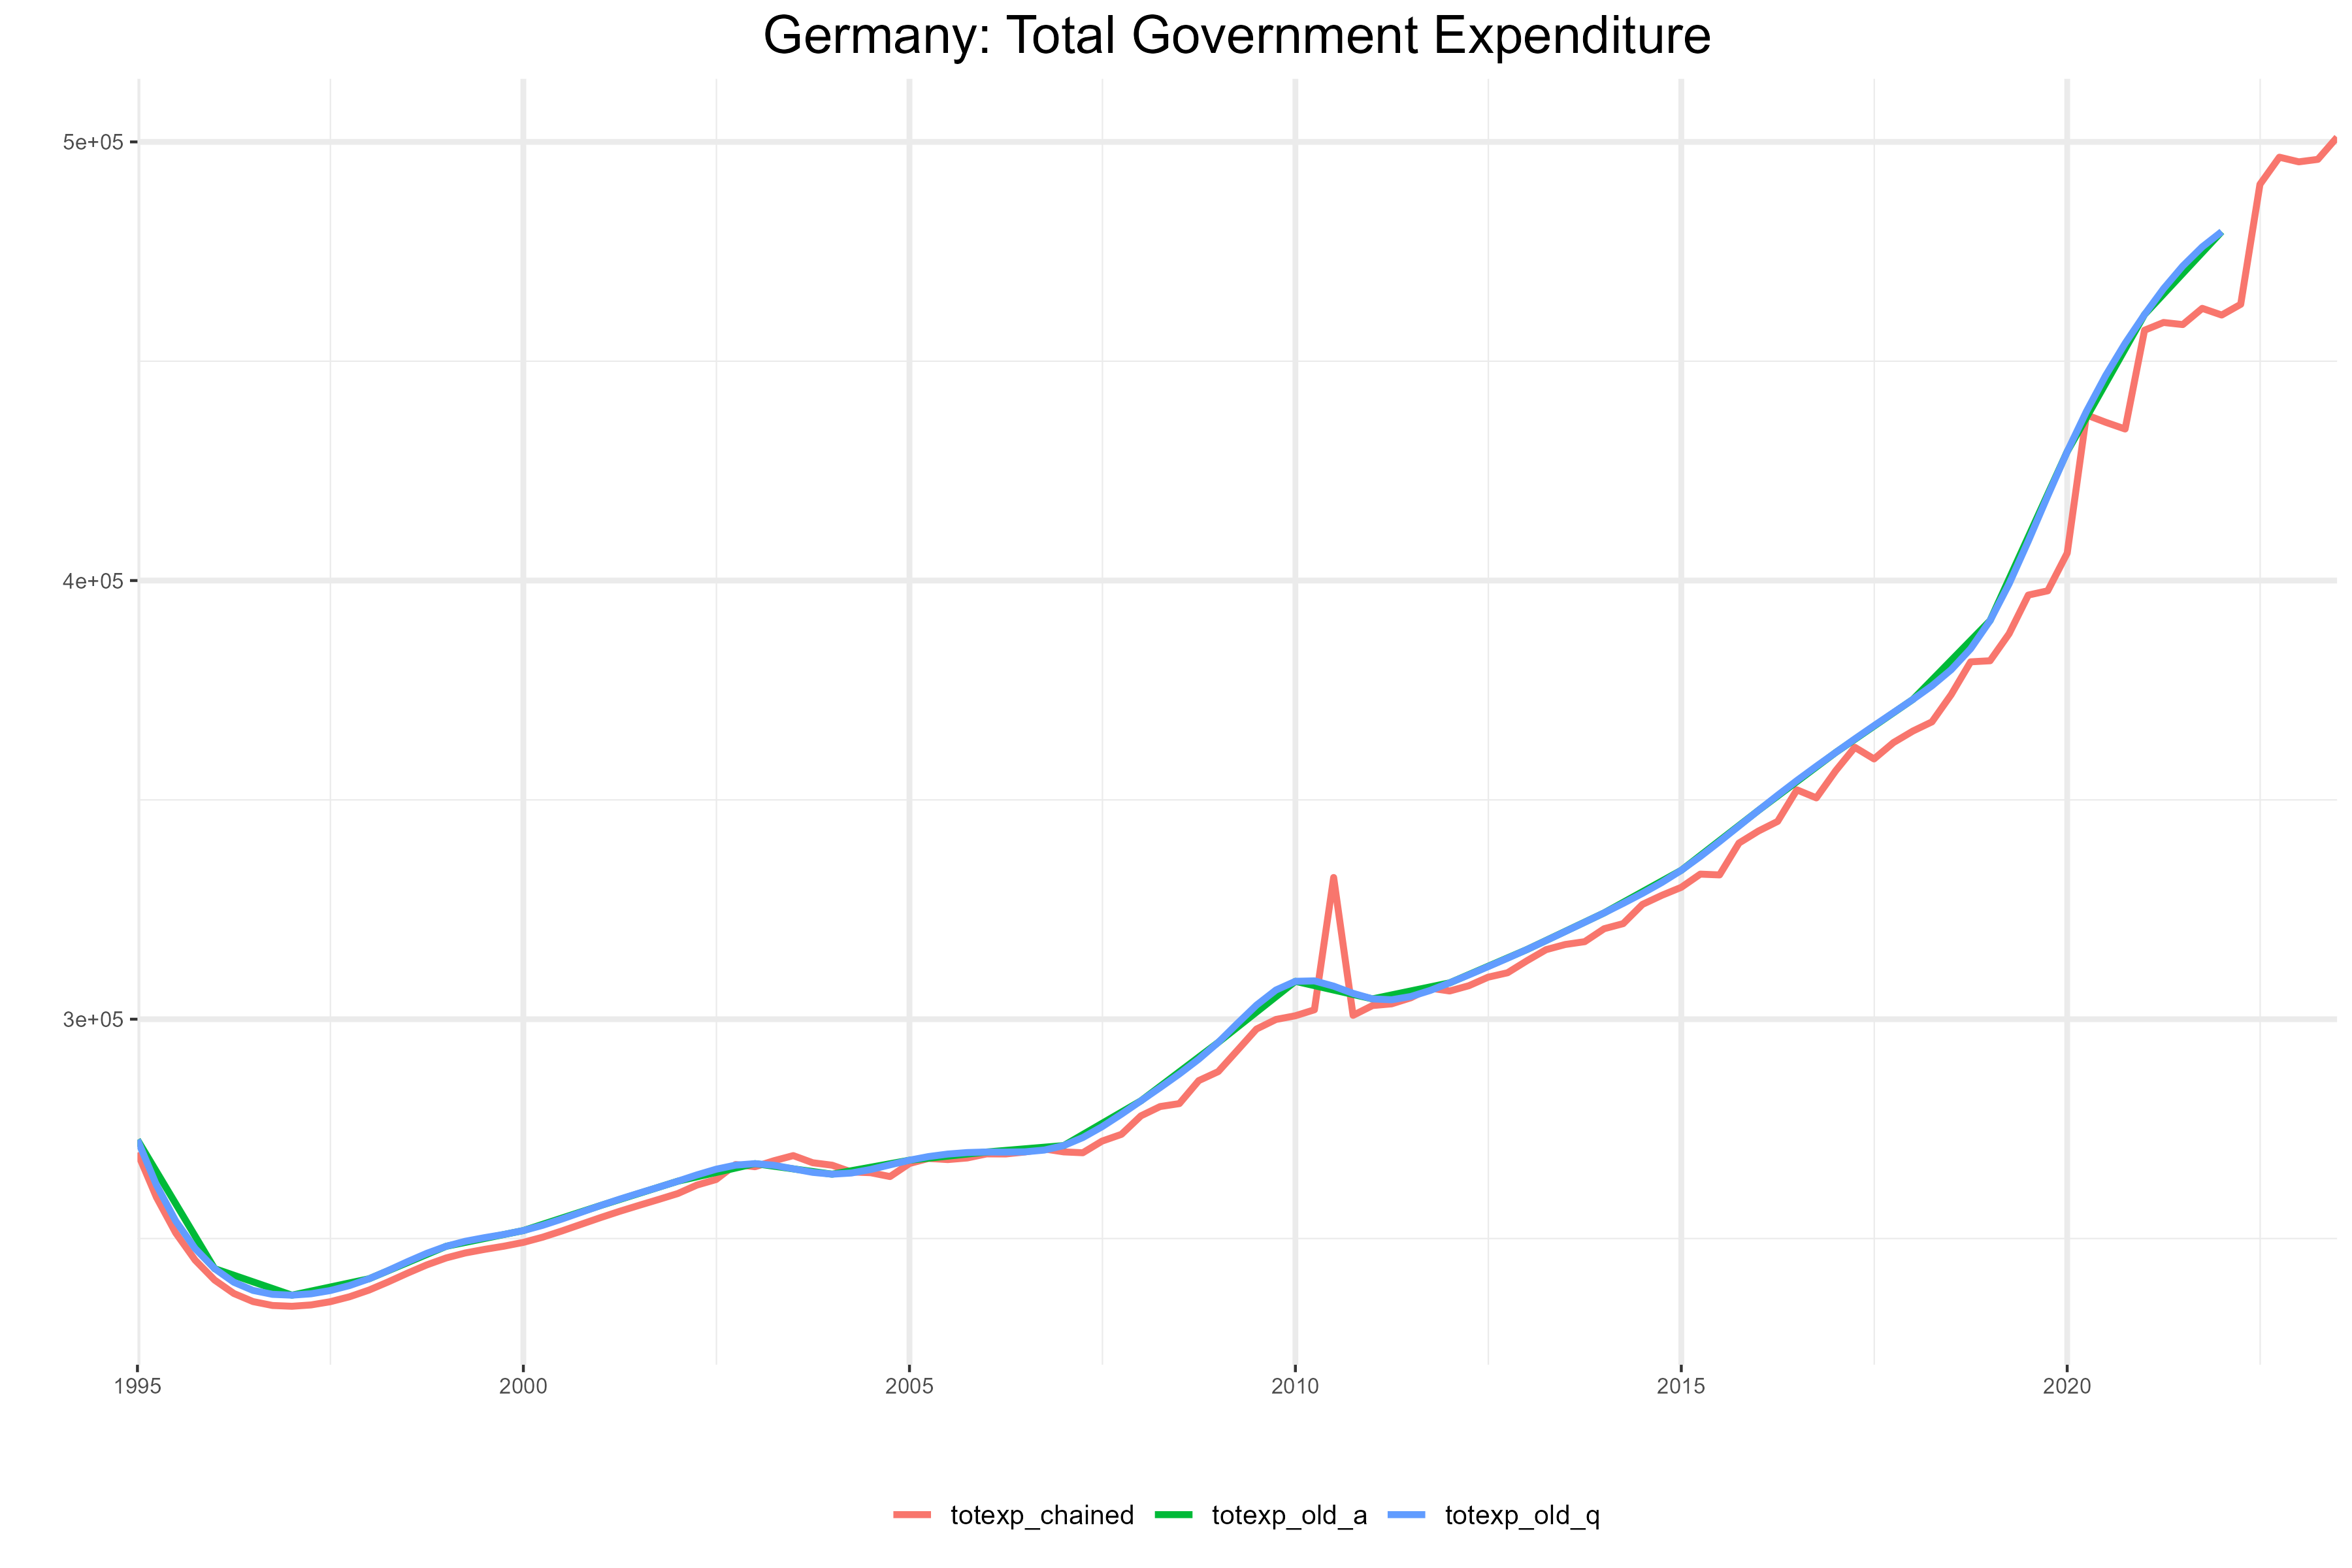 Germany: Total Government Expenditure
5e+05
4e+05
3e+05
1995 2000 2005 2010 2015 2020
totexp_chained totexp_old_a totexp_old_q